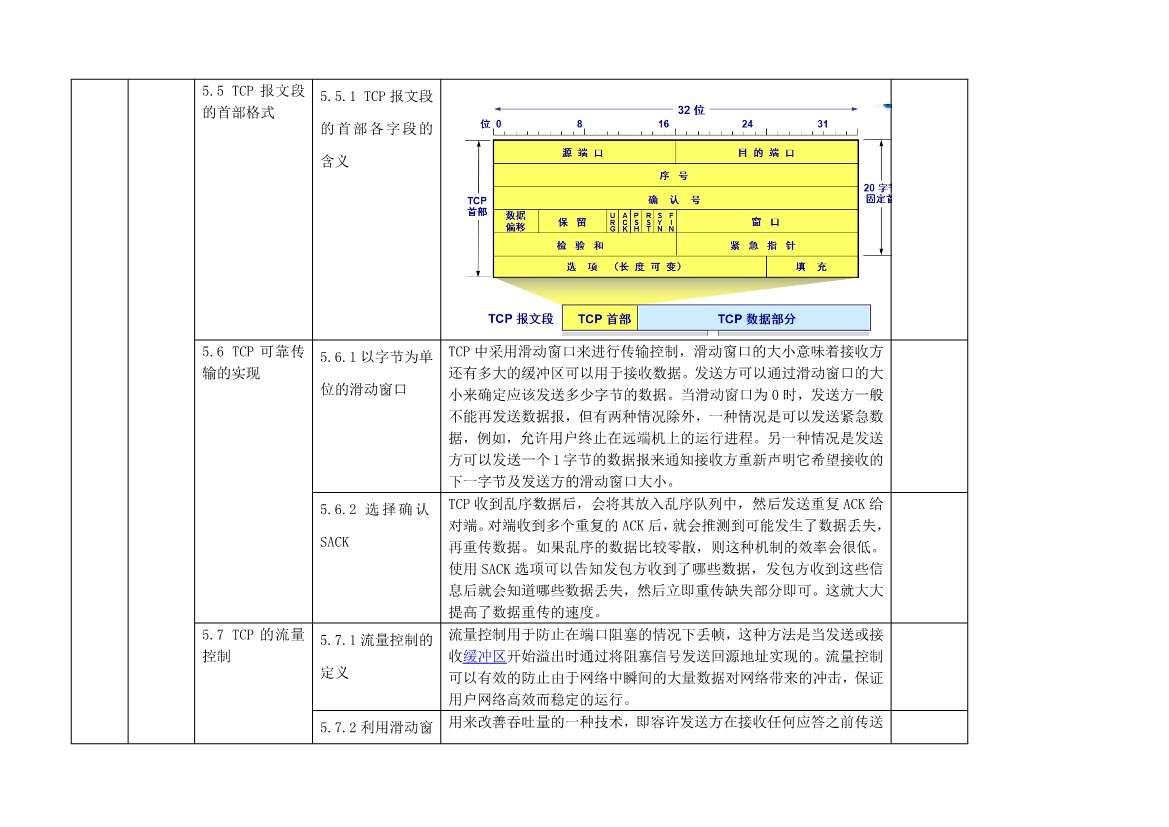 5.5 TCP 报文段
的首部格式
5.5.1 TCP 报文段
的首部各字段的
含义
32 位
位 0 8 16 24 31
源 端 口 目 的 端 口
序 号
确 认 号
TCP
首部
20 字
固定
数据
偏移
保 留
URG ACK PSH RST SYN FIN
窗 口
检 验 和 紧 急 指 针
选 项 (长 度 可 变) 填 充
TCP 报文段 TCP 首部 TCP 数据部分
5.6 TCP 可靠传
输的实现
5.6.1 以字节为单
位的滑动窗口
TCP 中采用滑动窗口来进行传输控制，滑动窗口的大小意味着接收方
还有多大的缓冲区可以用于接收数据。发送方可以通过滑动窗口的大
小来确定应该发送多少字节的数据。当滑动窗口为 0 时，发送方一般
不能再发送数据报，但有两种情况除外，一种情况是可以发送紧急数
据，例如，允许用户终止在远端机上的运行进程。另一种情况是发送
方可以发送一个 1 字节的数据报来通知接收方重新声明它希望接收的
下一字节及发送方的滑动窗口大小。
5.6.2 选择确认
SACK
TCP 收到乱序数据后，会将其放入乱序队列中，然后发送重复 ACK 给
对端。对端收到多个重复的 ACK 后，就会推测到可能发生了数据丢失，
再重传数据。如果乱序的数据比较零散，则这种机制的效率会很低。
使用 SACK 选项可以告知发包方收到了哪些数据，发包方收到这些信
息后就会知道哪些数据丢失，然后立即重传缺失部分即可。这就大大
提高了数据重传的速度。
5.7 TCP 的流量
控制
5.7.1 流量控制的
定义
流量控制用于防止在端口阻塞的情况下丢帧，这种方法是当发送或接
收缓冲区开始溢出时通过将阻塞信号发送回源地址实现的。流量控制
可以有效的防止由于网络中瞬间的大量数据对网络带来的冲击，保证
用户网络高效而稳定的运行。
5.7.2 利用滑动窗
用来改善吞吐量的一种技术，即容许发送方在接收任何应答之前传送